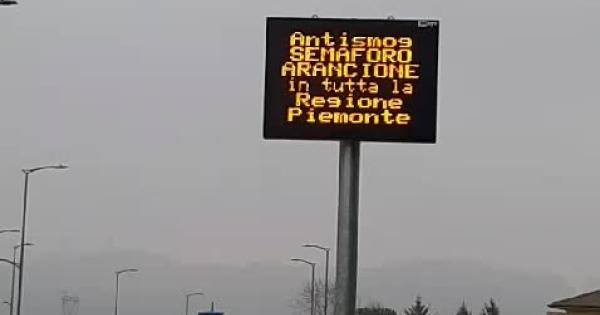 Antismog
SEMAFORO
ARANCIONE
in tutta la
Regione
Piemonte